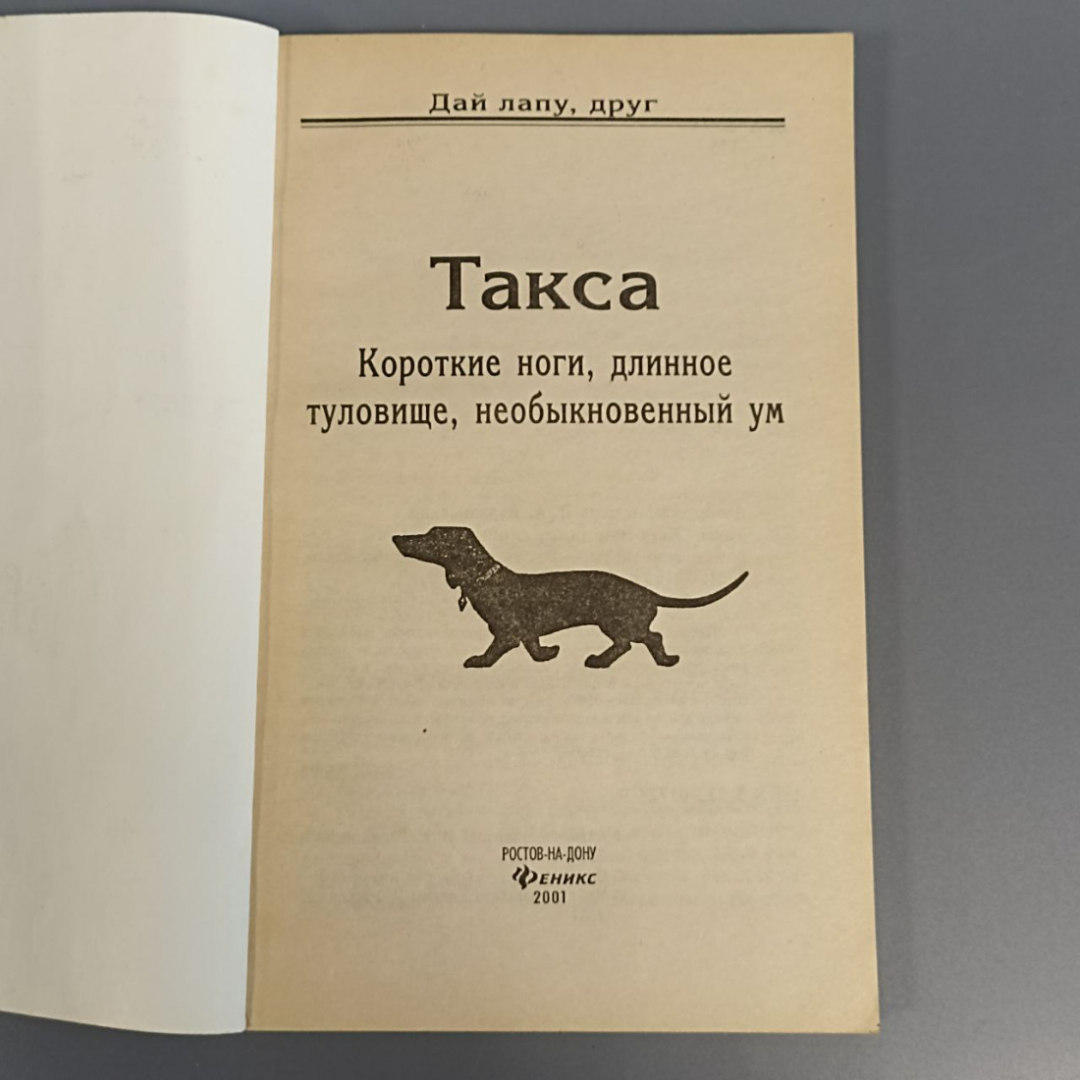 Дай лапу, друг
Такса
Короткие ноги, длинное
туловище, необыкновенный ум
РОСТОВ-НА-ДОНУ
ФЕНИКС
2001